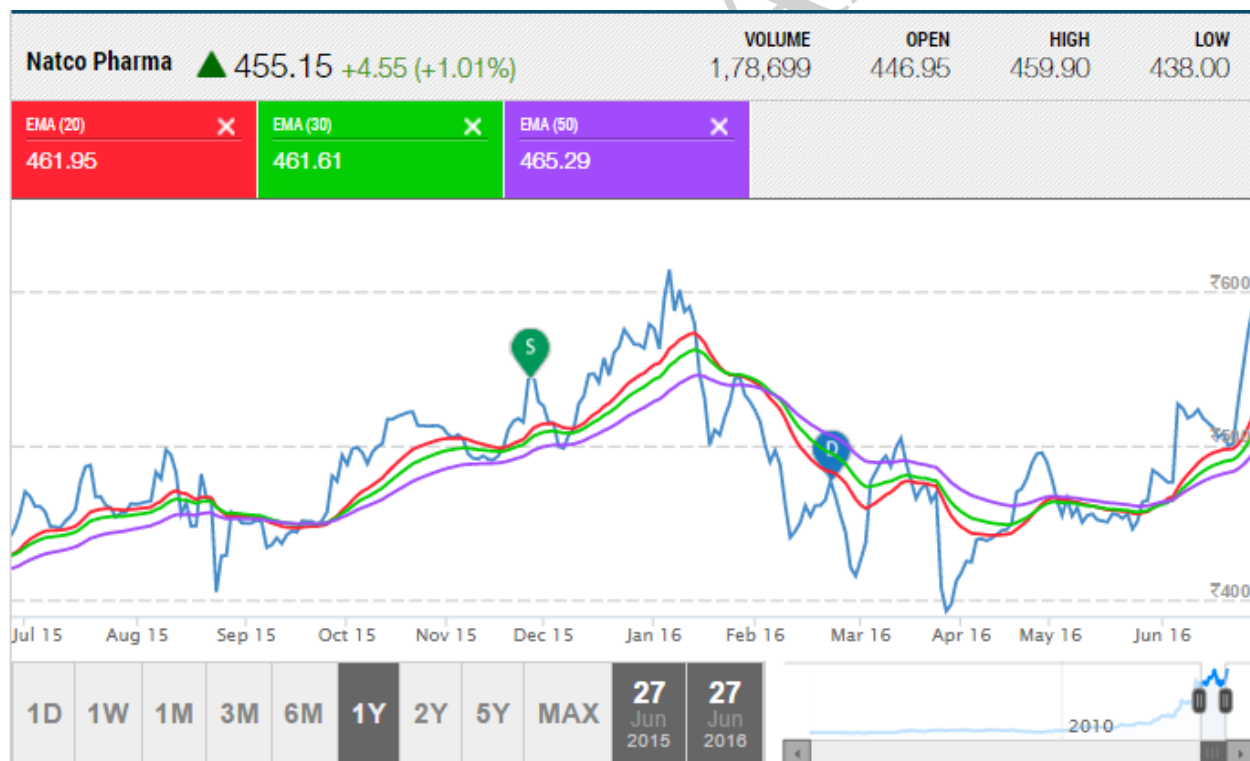 Natco Pharma ▲ 455.15 +4.55 (+1.01%)
VOLUME OPEN HIGH LOW
1,78,699 446.95 459.90 438.00
EMA (20) × EMA (30) × EMA (50) ×
461.95 461.61 465.29
₹600
S
₹500
D
₹400
Jul 15 Aug 15 Sep 15 Oct 15 Nov 15 Dec 15 Jan 16 Feb 16 Mar 16 Apr 16 May 16 Jun 16
1D 1W 1M 3M 6M 1Y 2Y 5Y MAX
27 27
Jun Jun
2015 2016
2010